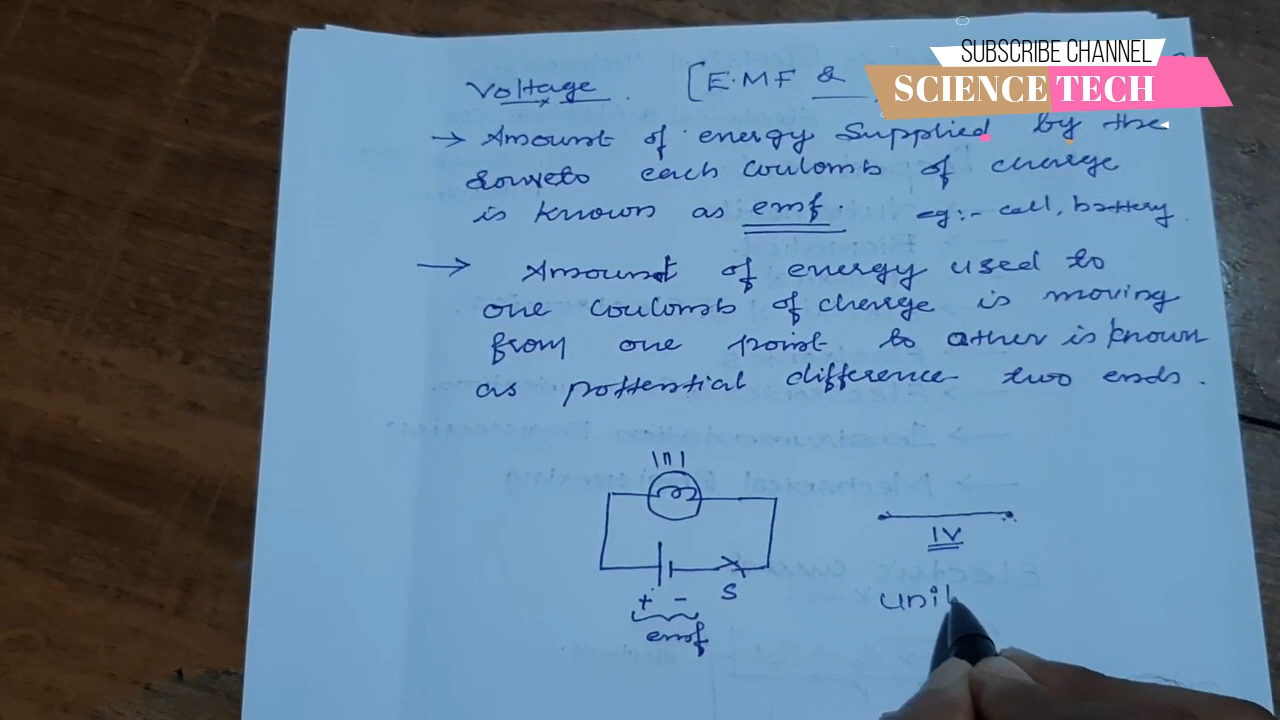 SUBSCRIBE CHANNEL
SCIENCE TECH
Voltage. [E.MF &
→ Amount of energy supplied by the
to each coulomb of charge
is known as emf. eg:- cell, battery.
→ Amount of energy used to
one coulomb of charge is moving
from one point to other is known
as pottential difference two ends.
+ -
S
emf
1V
unit